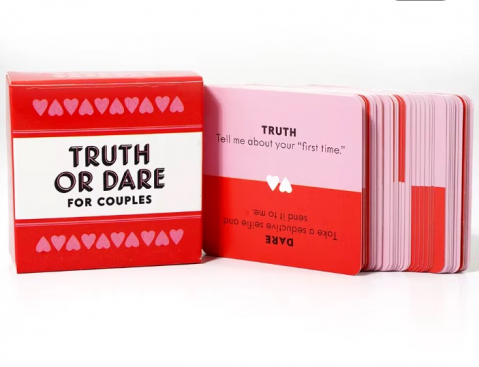 TRUTH
OR DARE
FOR COUPLES
TRUTH
Tell me about your “first time.”
DARE
Take a seductive selfie and
send it to me.